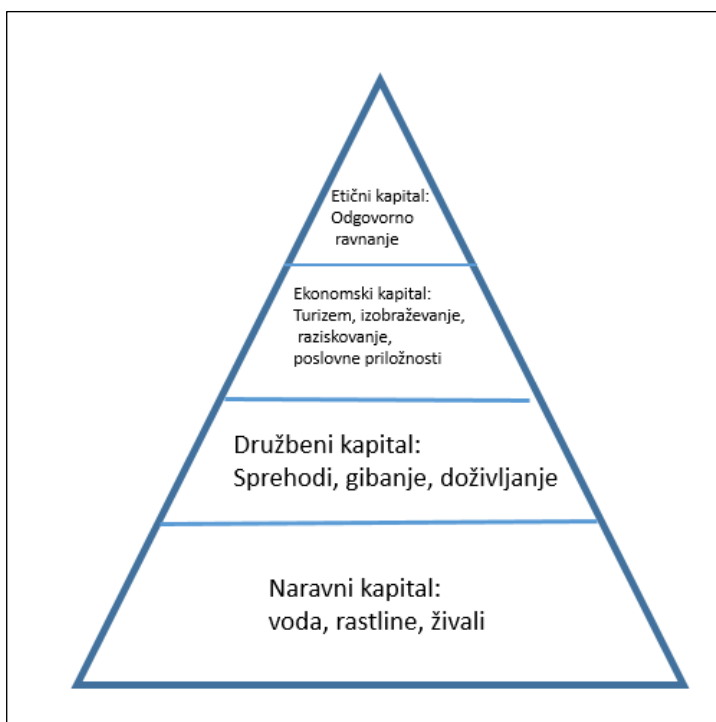 Etični kapital:
Odgovorno
ravnanje
Ekonomski kapital:
Turizem, izobraževanje,
raziskovanje,
poslovne priložnosti
Družbeni kapital:
Sprehodi, gibanje, doživljanje
Naravni kapital:
voda, rastline, živali